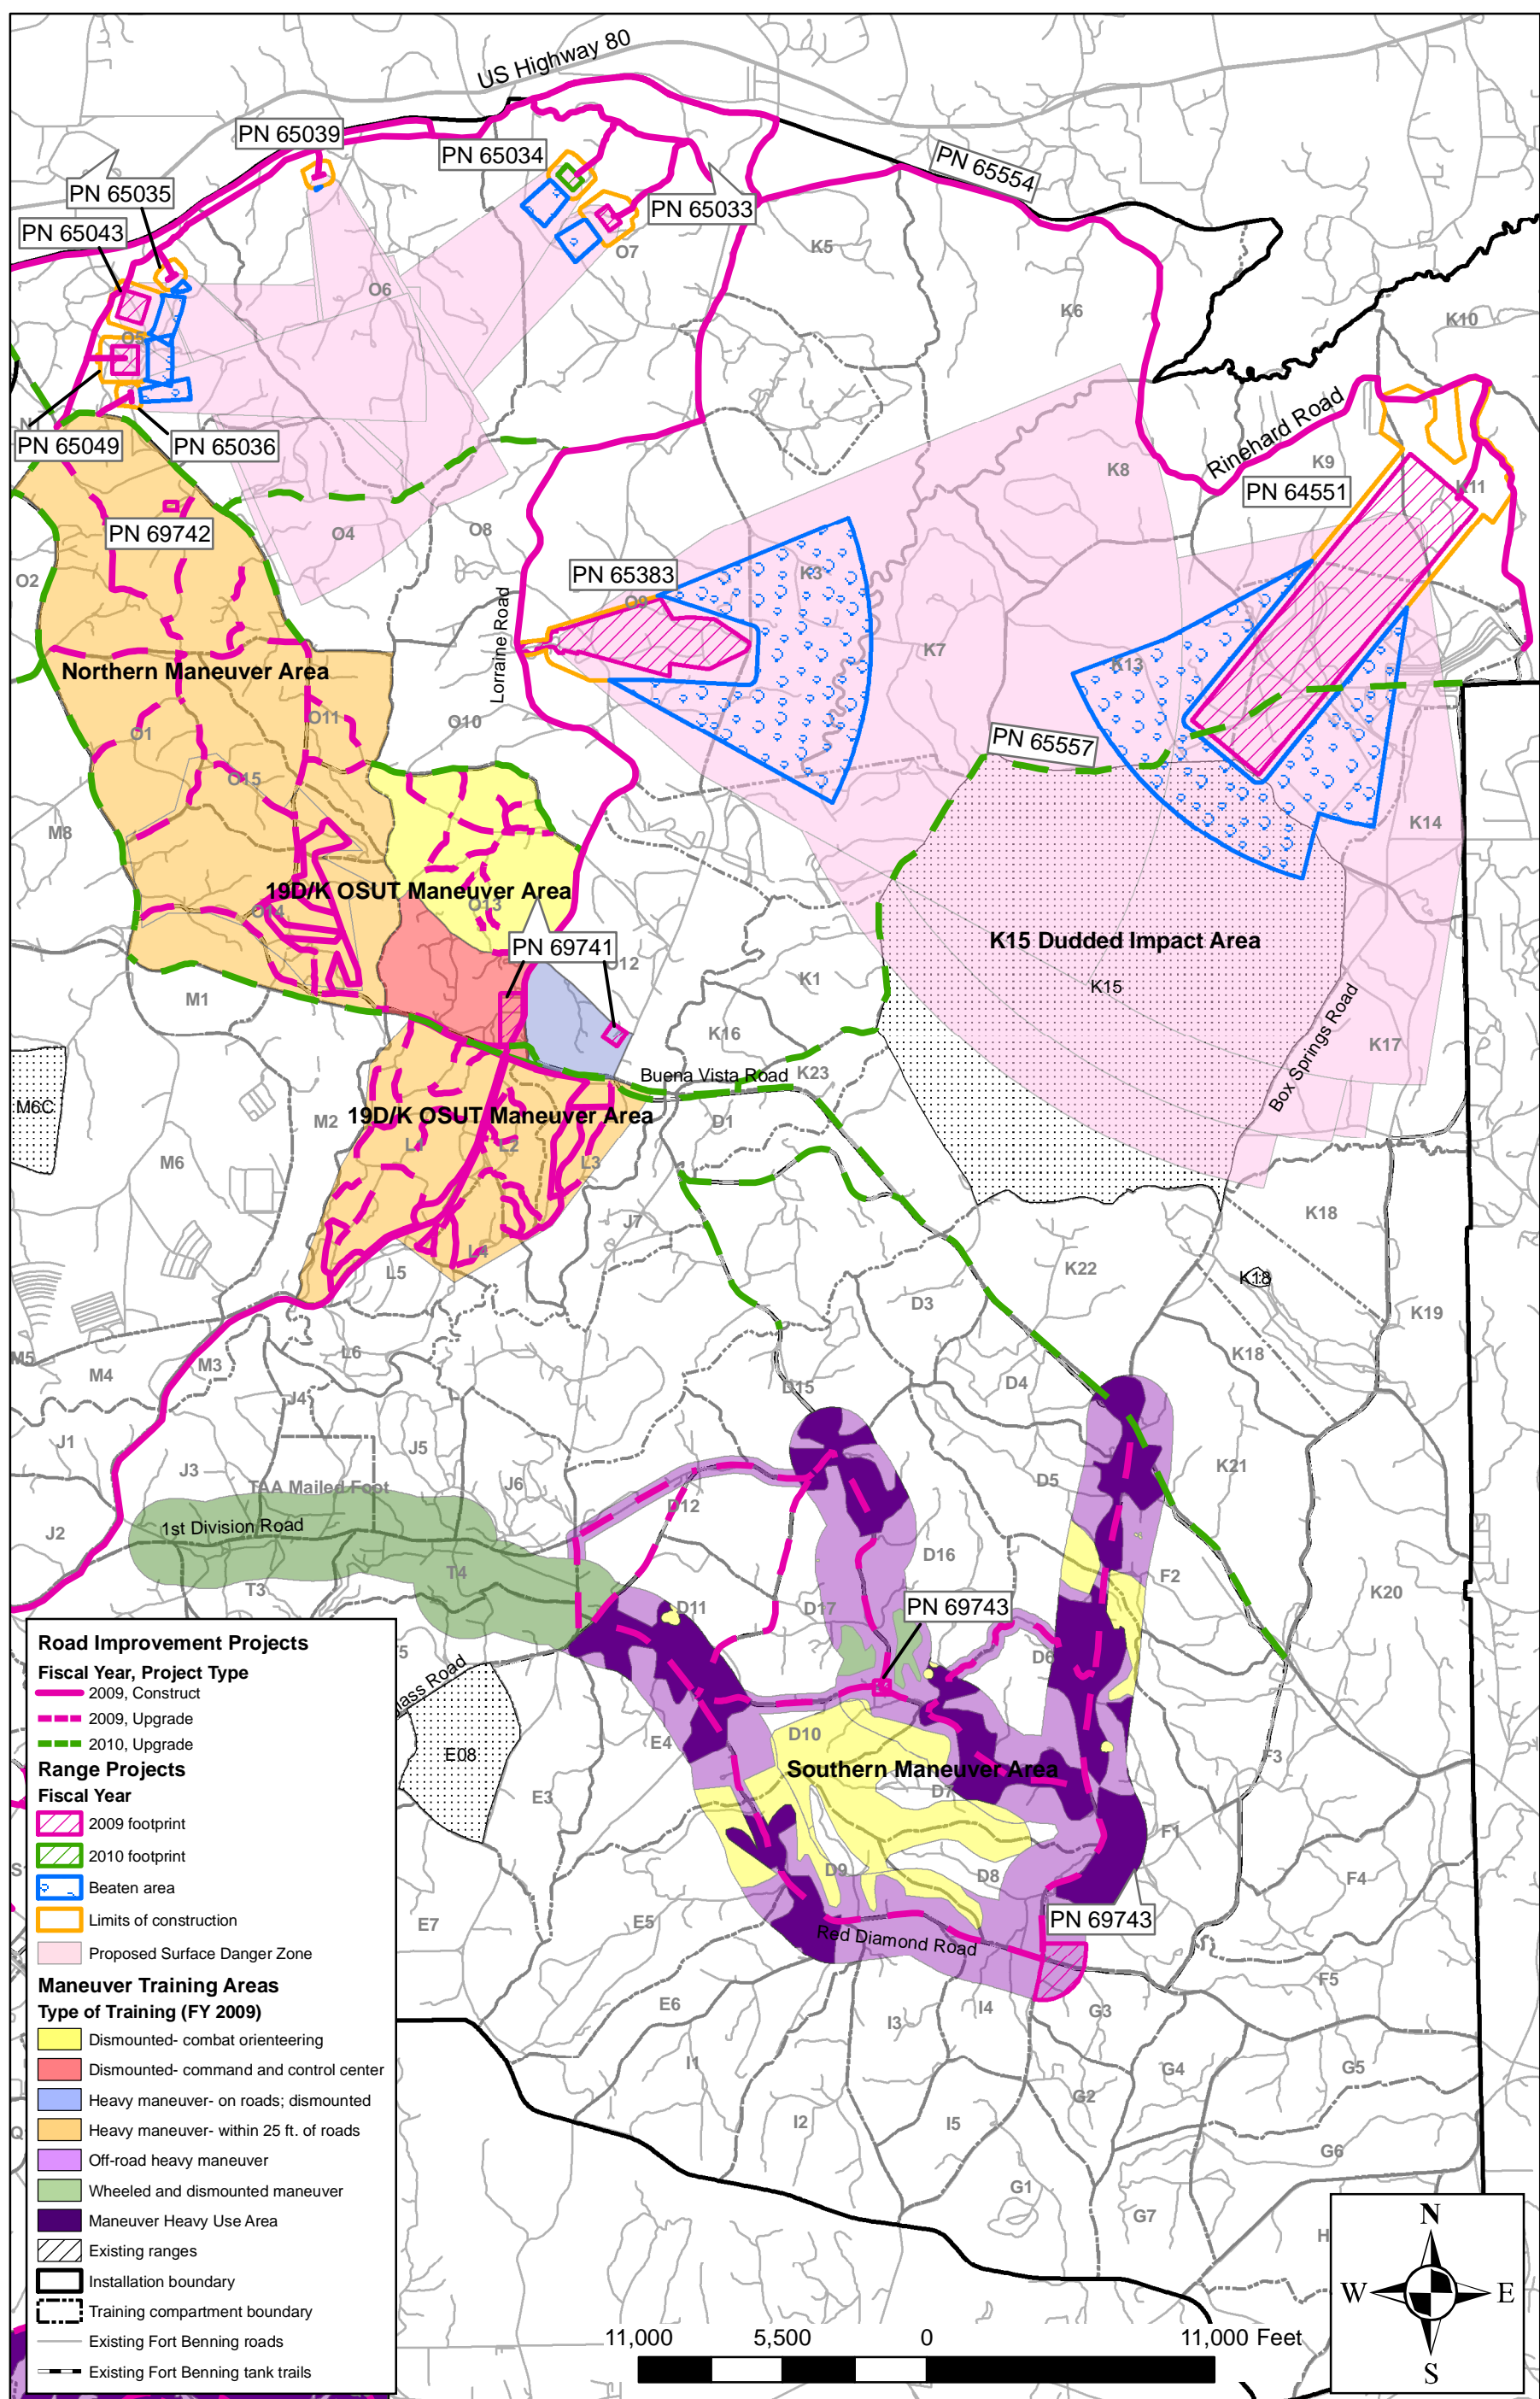 US Highway 80
PN 65039
PN 65034
PN 65554
PN 65035
PN 65033
PN 65043
O7
K5
O6
K6
K10
O5
Rinehard Road
PN 65049
PN 65036
K8
K9
PN 64551
K11
PN 69742
O4
O8
O2
PN 65383
K3
O9
Lorraine Road
K7
Northern Maneuver Area
K13
O11
O10
O1
PN 65557
O15
M8
K14
19D/K OSUT Maneuver Area
O13
O14
PN 69741
K15 Dudded Impact Area
O12
K1
K15
M1
K16
Box Springs Road
K17
Buena Vista Road
K23
M6C
M2
19D/K OSUT Maneuver Area
D1
L1
L2
M6
L3
J7
K18
L4
L5
K22
K18
D3
K19
M5
M4
M3
L6
K18
D15
D4
J4
J1
J5
J3
TAA Mailed Foot
J6
D5
K21
D12
J2
1st Division Road
D16
T4
F2
T3
D11
D17
PN 69743
K20
D6
E4
D10
E08
F3
Southern Maneuver Area
E3
D7
F1
D9
D8
F4
E7
E5
PN 69743
Red Diamond Road
F5
E6
I3
I4
G3
I1
G4
G5
G2
I2
I5
G6
G1
G7
Road Improvement Projects
Fiscal Year, Project Type
2009, Construct
2009, Upgrade
2010, Upgrade
Range Projects
Fiscal Year
2009 footprint
2010 footprint
Beaten area
Limits of construction
Proposed Surface Danger Zone
Maneuver Training Areas
Type of Training (FY 2009)
Dismounted- combat orienteering
Dismounted- command and control center
Heavy maneuver- on roads; dismounted
Heavy maneuver- within 25 ft. of roads
Off-road heavy maneuver
Wheeled and dismounted maneuver
Maneuver Heavy Use Area
Existing ranges
Installation boundary
Training compartment boundary
Existing Fort Benning roads
Existing Fort Benning tank trails
11,000 5,500 0 11,000 Feet
N
W E
S